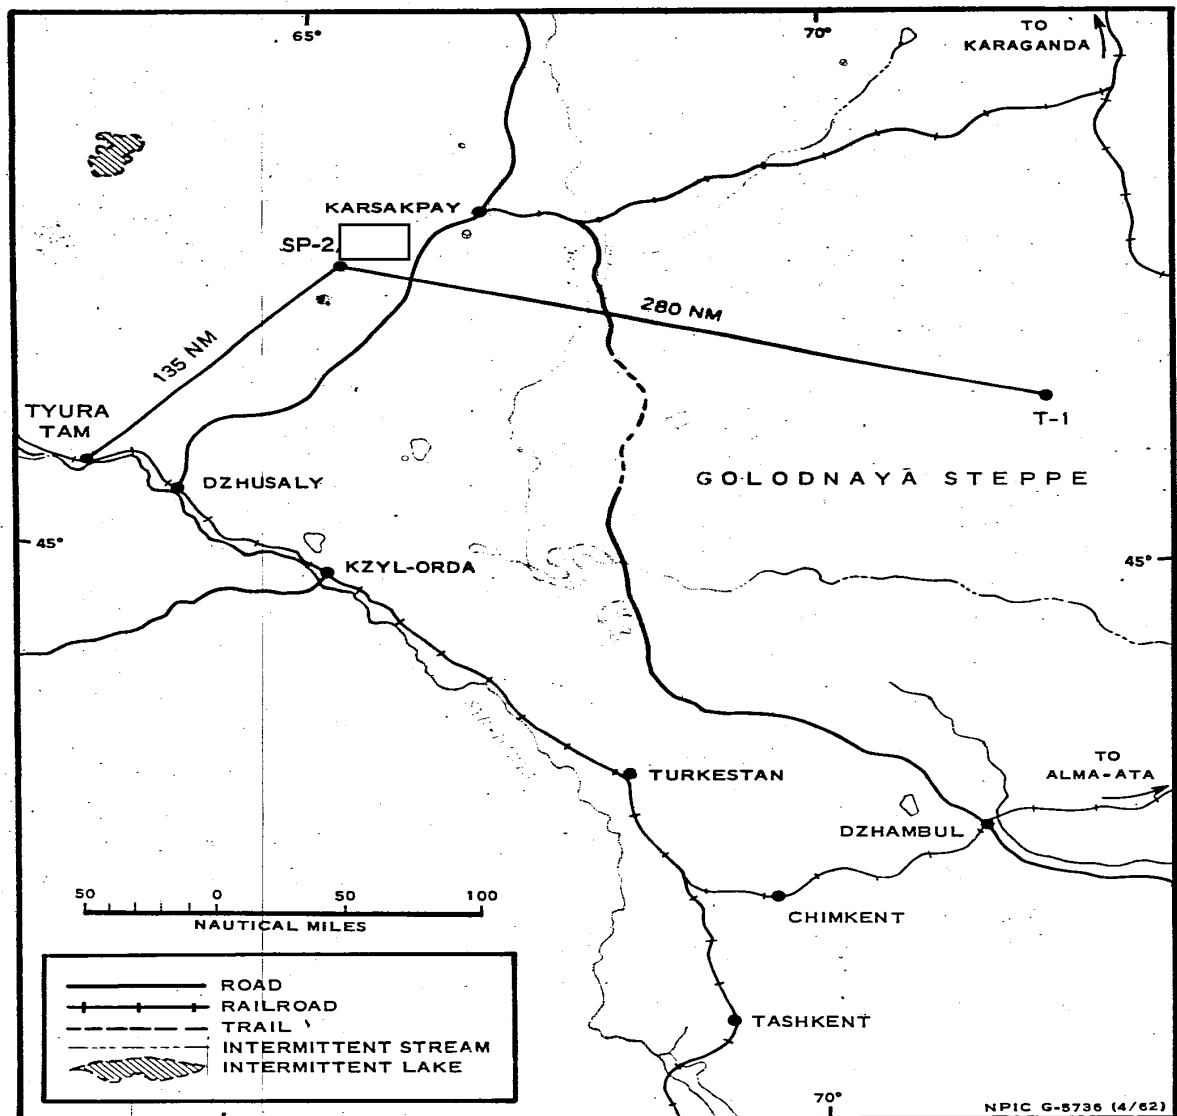 65°
70°
TO
KARAGANDA
KARSAKPAY
SP-2
280 NM
135 NM
TYURA
TAM
T-1
DZHUSALY
GOLODNAYĀ STEPPE
45°
45°
KZYL-ORDA
TURKESTAN
TO
ALMA-ATA
DZHAMBUL
50 0 50 100
NAUTICAL MILES
CHIMKENT
ROAD
RAILROAD
TRAIL
INTERMITTENT STREAM
INTERMITTENT LAKE
TASHKENT
70°
NPIC G-5736 (4/62)